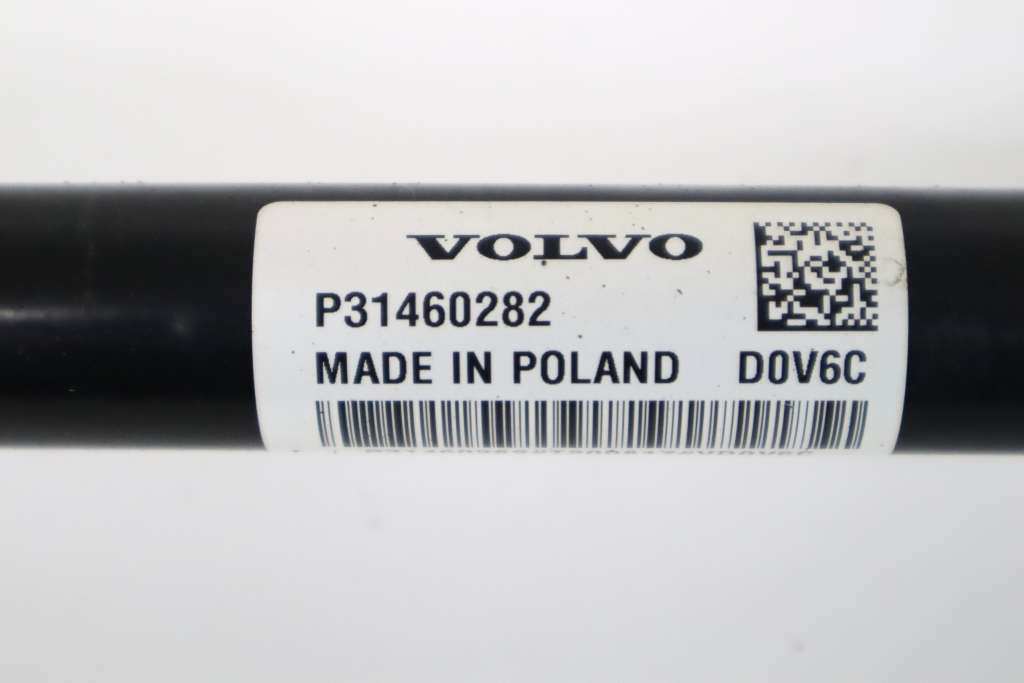 VOLVO
P31460282
MADE IN POLAND D0V6C